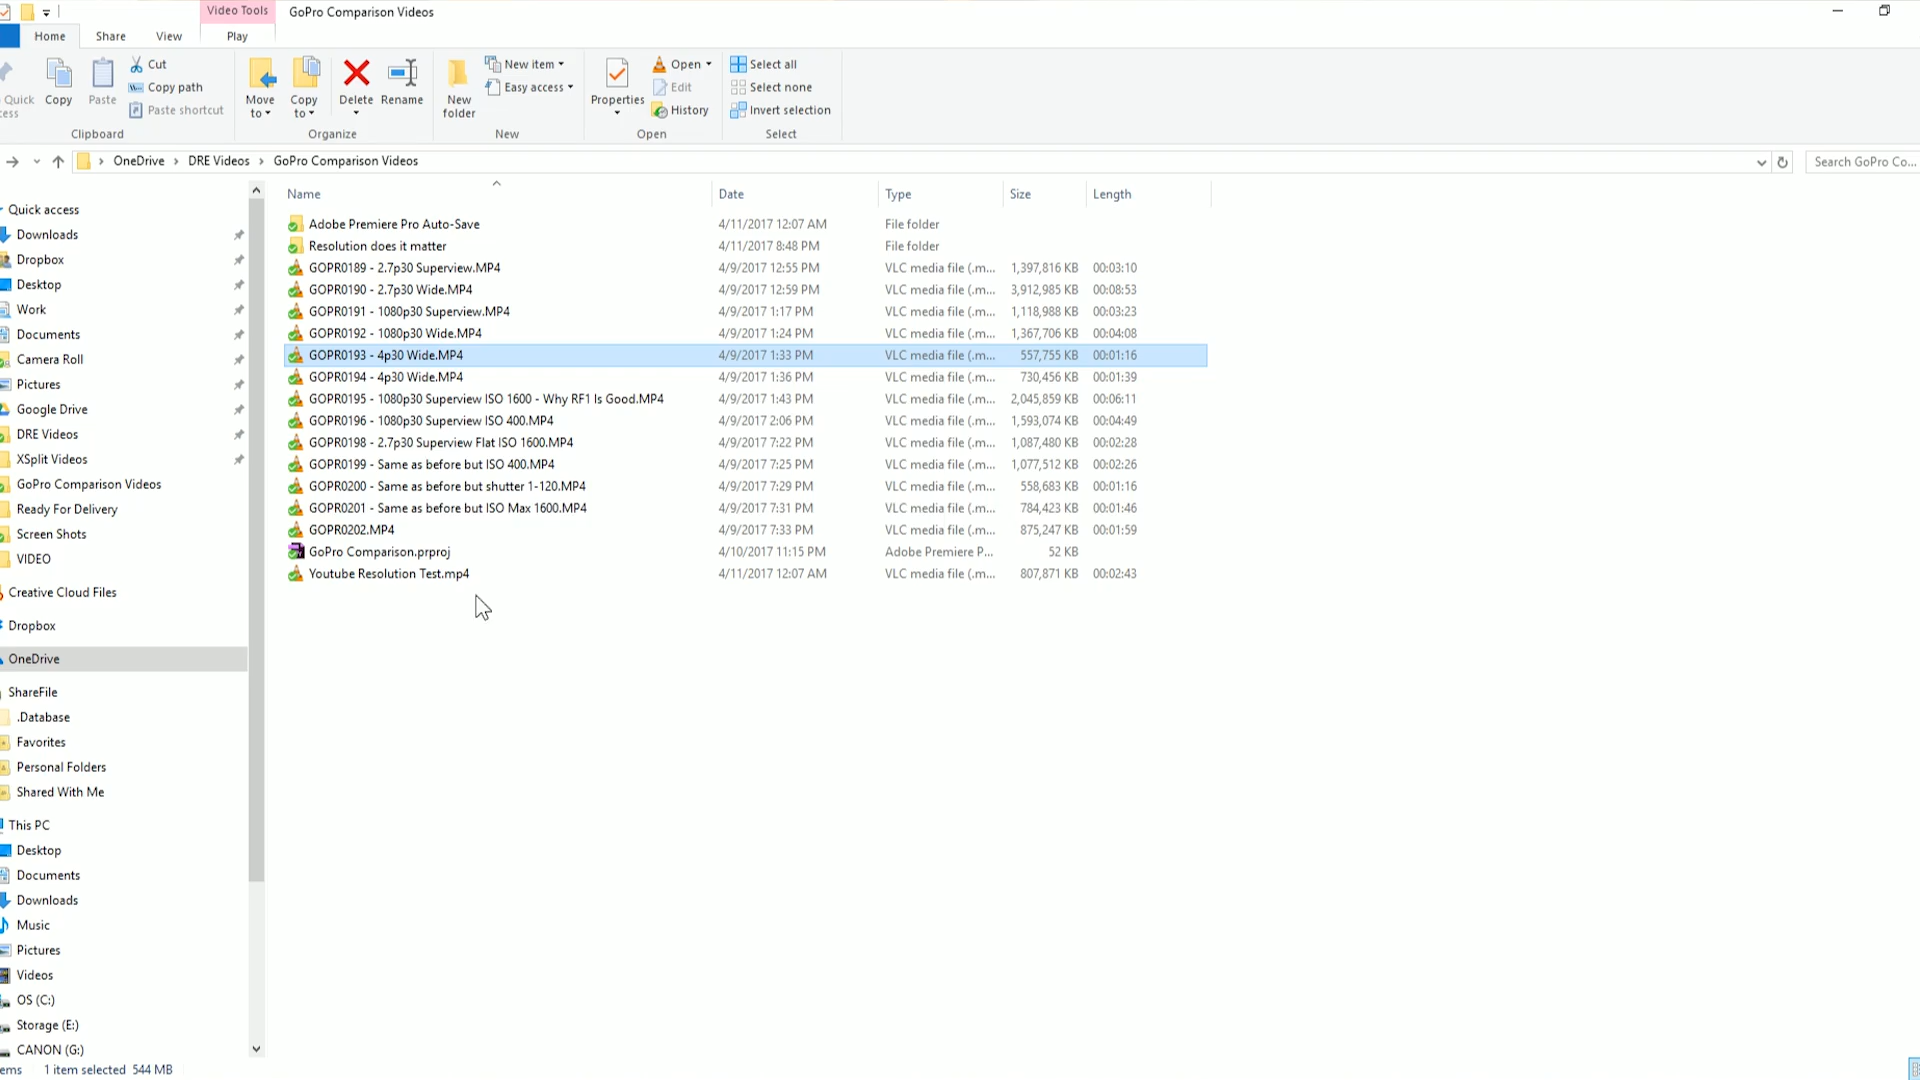 Video Tools
GoPro Comparison Videos
Home Share View Play
Quick
Copy
Paste
Cut
Copy path
Paste shortcut
Clipboard
Move to
Copy to
Delete
Rename
Organize
New folder
New item
Easy access
New
Properties
Open
Edit
History
Open
Select all
Select none
Invert selection
Select
OneDrive DRE Videos GoPro Comparison Videos
Search GoPro Co...
Quick access
Downloads
Dropbox
Desktop
Work
Documents
Camera Roll
Pictures
Google Drive
DRE Videos
XSplit Videos
GoPro Comparison Videos
Ready For Delivery
Screen Shots
VIDEO
Creative Cloud Files
Dropbox
OneDrive
ShareFile
.Database
Favorites
Personal Folders
Shared With Me
This PC
Desktop
Documents
Downloads
Music
Pictures
Videos
OS (C:)
Storage (E:)
CANON (G:)
Name Date Type Size Length
Adobe Premiere Pro Auto-Save 4/11/2017 12:07 AM File folder
Resolution does it matter 4/11/2017 8:48 PM File folder
GOPR0189 - 2.7p30 Superview.MP4 4/9/2017 12:55 PM VLC media file (.m... 1,397,816 KB 00:03:10
GOPR0190 - 2.7p30 Wide.MP4 4/9/2017 12:59 PM VLC media file (.m... 3,912,985 KB 00:08:53
GOPR0191 - 1080p30 Superview.MP4 4/9/2017 1:17 PM VLC media file (.m... 1,118,988 KB 00:03:23
GOPR0192 - 1080p30 Wide.MP4 4/9/2017 1:24 PM VLC media file (.m... 1,367,706 KB 00:04:08
GOPR0193 - 4p30 Wide.MP4 4/9/2017 1:33 PM VLC media file (.m... 557,755 KB 00:01:16
GOPR0194 - 4p30 Wide.MP4 4/9/2017 1:36 PM VLC media file (.m... 730,456 KB 00:01:39
GOPR0195 - 1080p30 Superview ISO 1600 - Why RF1 Is Good.MP4 4/9/2017 1:43 PM VLC media file (.m... 2,045,859 KB 00:06:11
GOPR0196 - 1080p30 Superview ISO 400.MP4 4/9/2017 2:06 PM VLC media file (.m... 1,593,074 KB 00:04:49
GOPR0198 - 2.7p30 Superview Flat ISO 1600.MP4 4/9/2017 7:22 PM VLC media file (.m... 1,087,480 KB 00:02:28
GOPR0199 - Same as before but ISO 400.MP4 4/9/2017 7:25 PM VLC media file (.m... 1,077,512 KB 00:02:26
GOPR0200 - Same as before but shutter 1-120.MP4 4/9/2017 7:29 PM VLC media file (.m... 558,683 KB 00:01:16
GOPR0201 - Same as before but ISO Max 1600.MP4 4/9/2017 7:31 PM VLC media file (.m... 784,423 KB 00:01:46
GOPR0202.MP4 4/9/2017 7:33 PM VLC media file (.m... 875,247 KB 00:01:59
GoPro Comparison.prproj 4/10/2017 11:15 PM Adobe Premiere P... 52 KB
Youtube Resolution Test.mp4 4/11/2017 12:07 AM VLC media file (.m... 807,871 KB 00:02:43
ems 1 item selected 544 MB